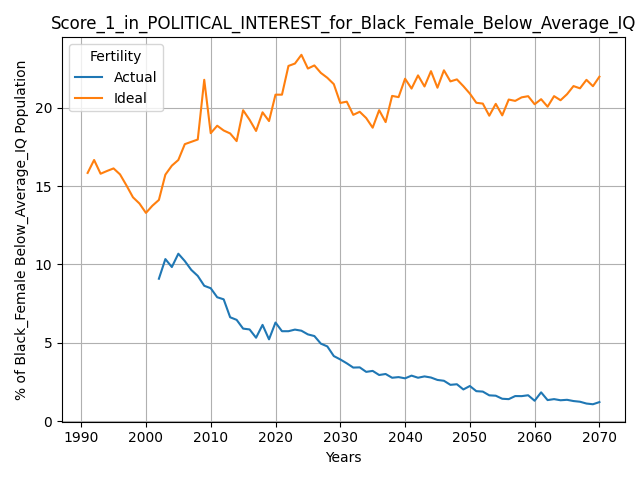 Score_1_in_POLITICAL_INTEREST_for_Black_Female_Below_Average_IQ
Fertility
Actual
Ideal
% of Black_Female Below_Average_IQ Population
20
15
10
5
0
1990 2000 2010 2020 2030 2040 2050 2060 2070
Years